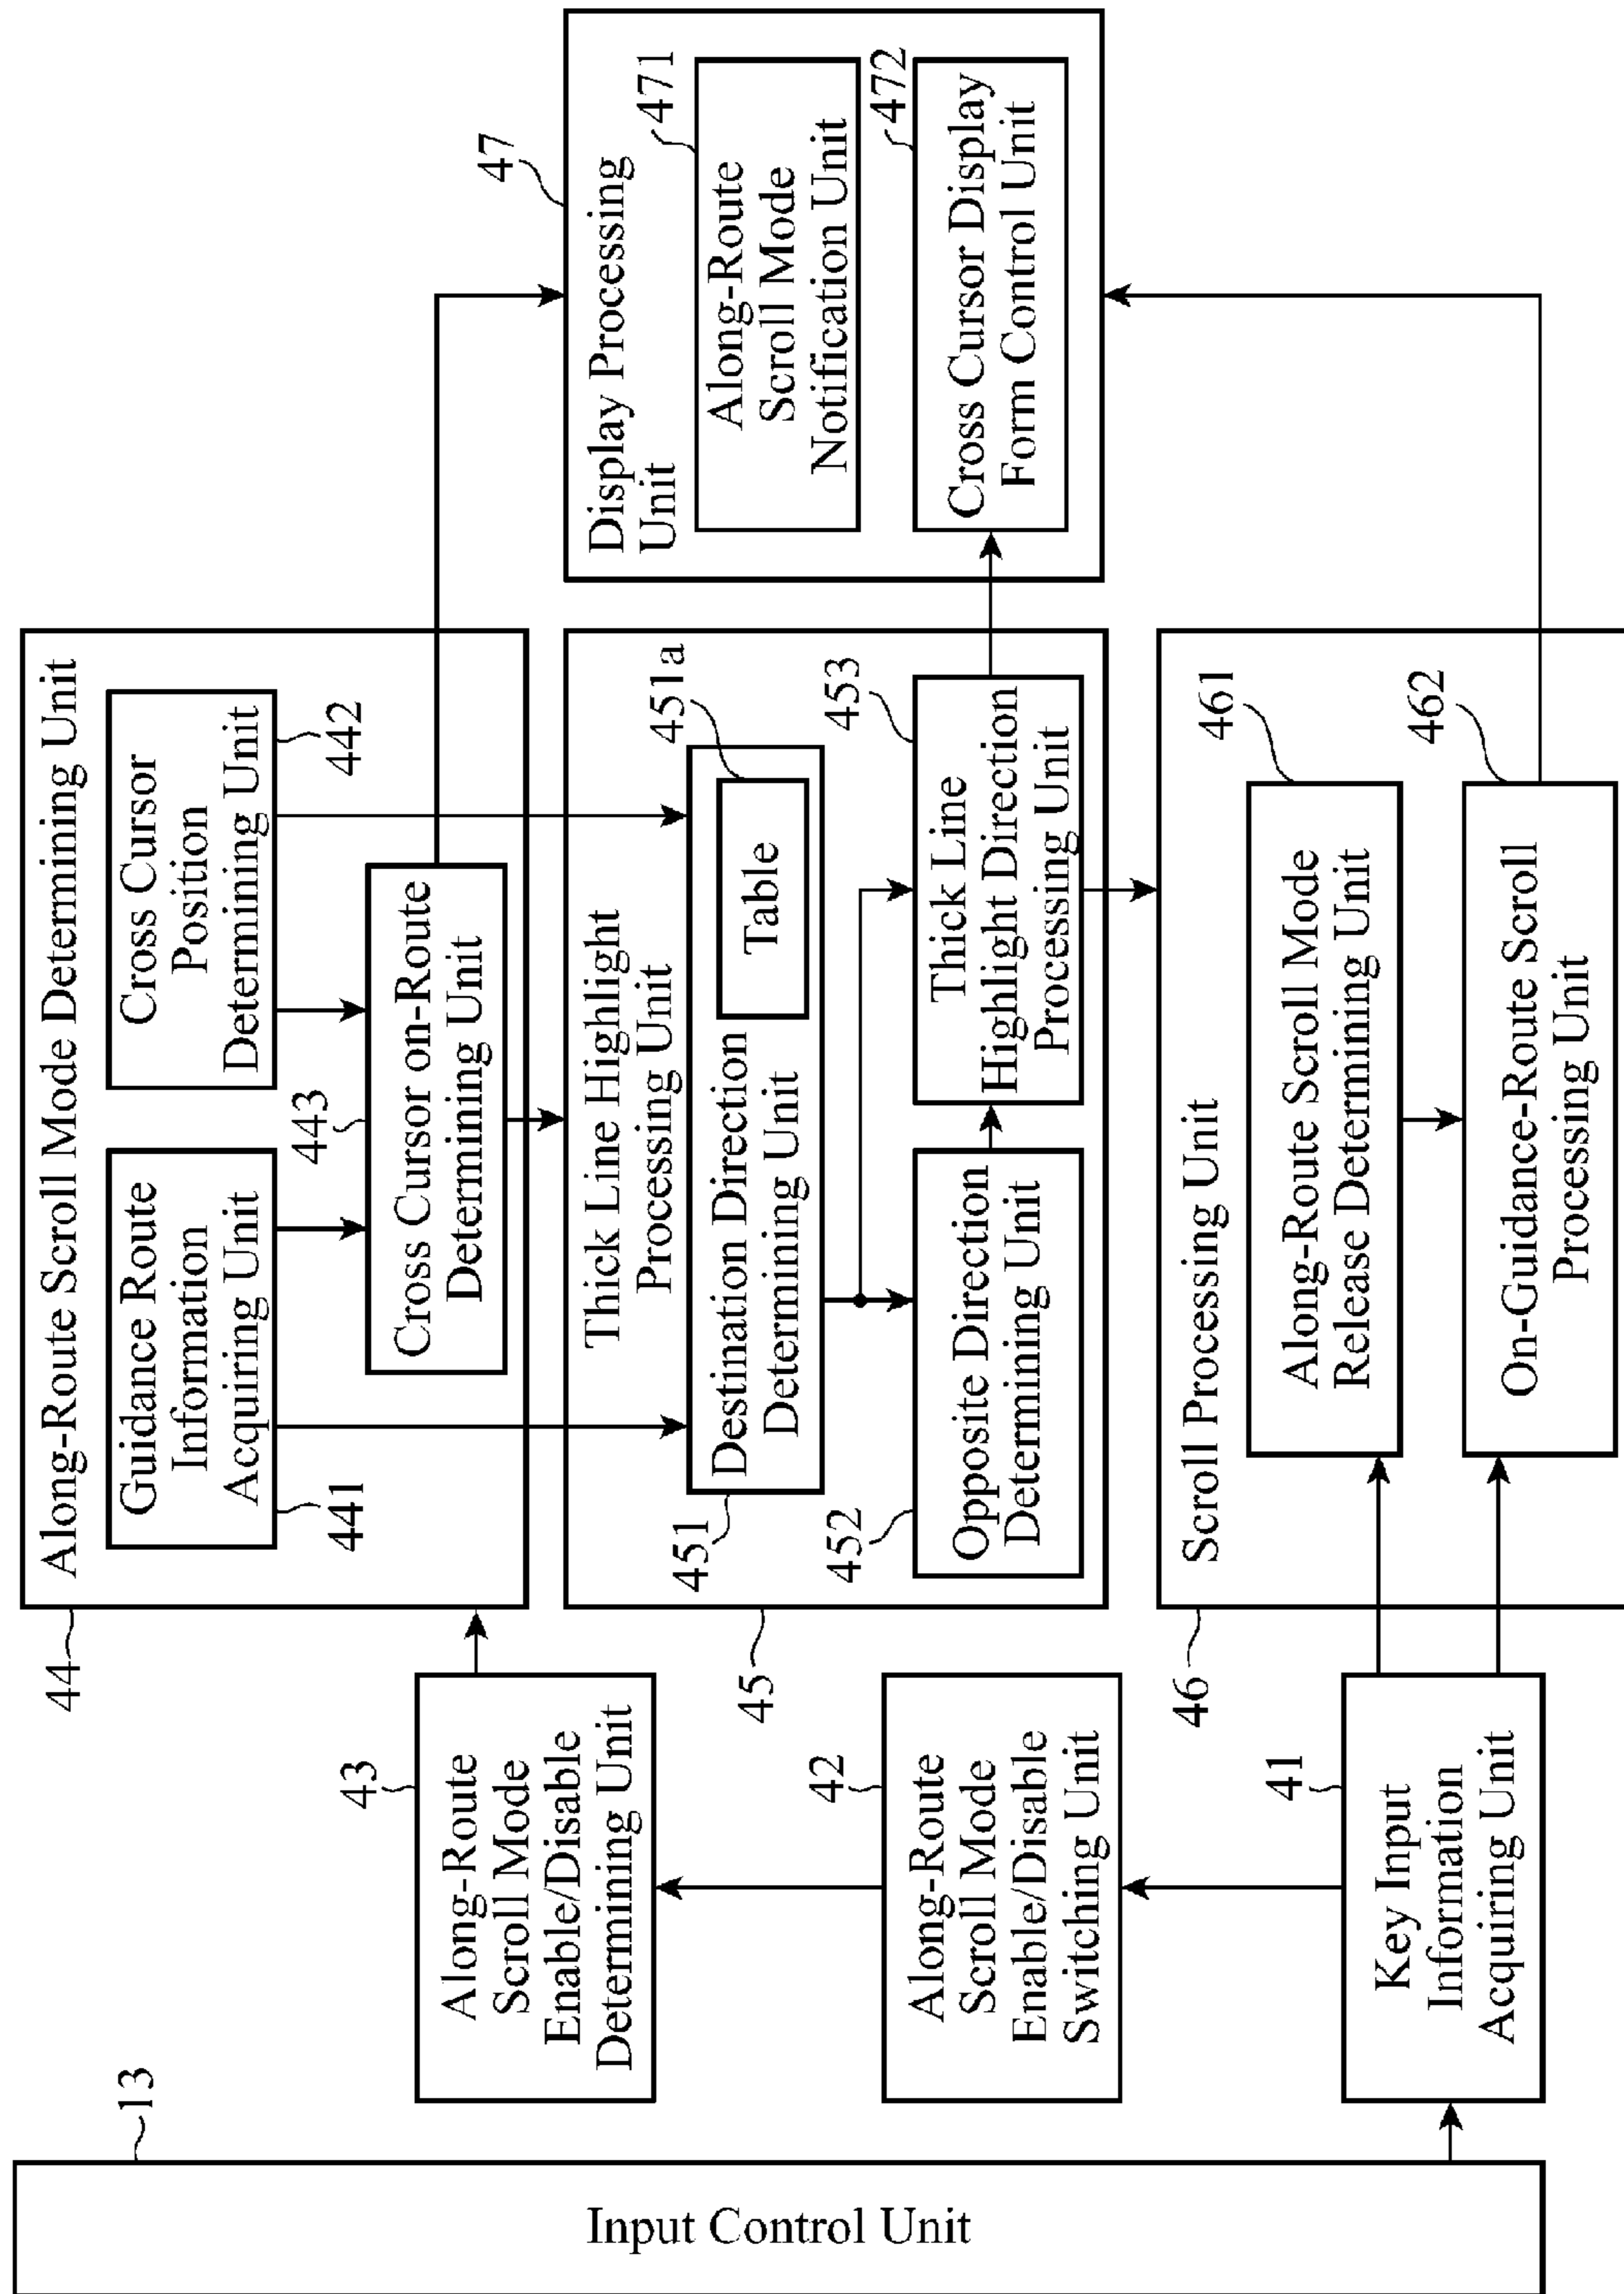 Input Control Unit
13
Along-Route
Scroll Mode
Enable/Disable
Determining Unit
43
Along-Route
Scroll Mode
Enable/Disable
Switching Unit
42
Key Input
Information
Acquiring Unit
41
44
Along-Route Scroll Mode Determining Unit
Guidance Route
Information
Acquiring Unit
441
Cross Cursor
Position
Determining Unit
442
443
Cross Cursor on-Route
Determining Unit
45
Thick Line Highlight
Processing Unit
451
Destination Direction
Determining Unit
Table
451a
452
Opposite Direction
Determining Unit
Thick Line
Highlight Direction
Processing Unit
453
46
Scroll Processing Unit
Along-Route Scroll Mode
Release Determining Unit
461
On-Guidance-Route Scroll
Processing Unit
462
47
Display Processing
Unit
Along-Route
Scroll Mode
Notification Unit
471
Cross Cursor Display
Form Control Unit
472